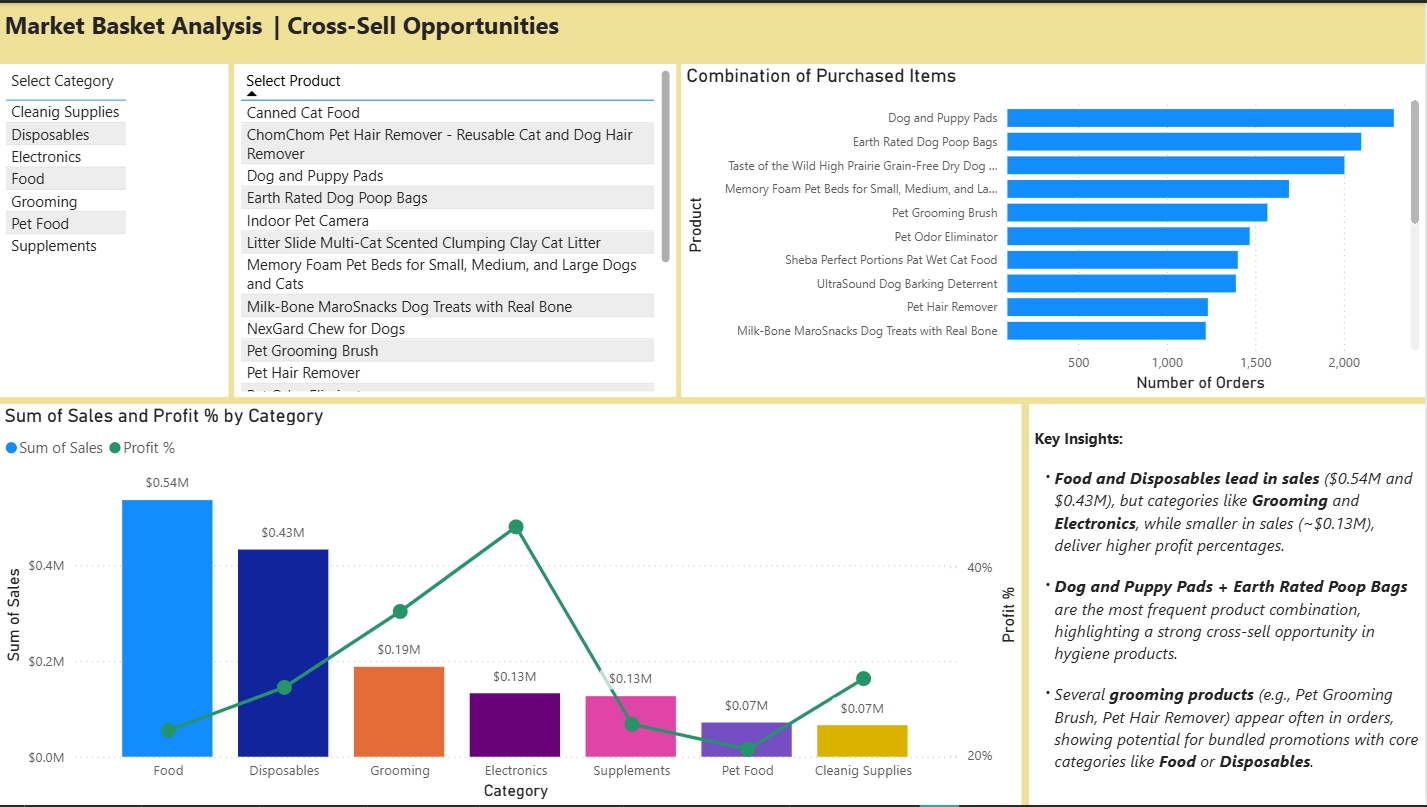 Market Basket Analysis | Cross-Sell Opportunities
Select Category
Cleanig Supplies
Disposables
Electronics
Food
Grooming
Pet Food
Supplements
Select Product
Canned Cat Food
ChomChom Pet Hair Remover - Reusable Cat and Dog Hair
Remover
Dog and Puppy Pads
Earth Rated Dog Poop Bags
Indoor Pet Camera
Litter Slide Multi-Cat Scented Clumping Clay Cat Litter
Memory Foam Pet Beds for Small, Medium, and Large Dogs
and Cats
Milk-Bone MaroSnacks Dog Treats with Real Bone
NexGard Chew for Dogs
Pet Grooming Brush
Pet Hair Remover
Combination of Purchased Items
Product
Dog and Puppy Pads
Earth Rated Dog Poop Bags
Taste of the Wild High Prairie Grain-Free Dry Dog ...
Memory Foam Pet Beds for Small, Medium, and La...
Pet Grooming Brush
Pet Odor Eliminator
Sheba Perfect Portions Pat Wet Cat Food
UltraSound Dog Barking Deterrent
Pet Hair Remover
Milk-Bone MaroSnacks Dog Treats with Real Bone
500 1,000 1,500 2,000
Number of Orders
Sum of Sales and Profit % by Category
Sum of Sales Profit %
Sum of Sales
$0.4M
$0.2M
$0.0M
$0.54M
$0.43M
$0.19M
$0.13M
$0.13M
$0.07M
$0.07M
40%
20%
Profit %
Food Disposables Grooming Electronics Supplements Pet Food Cleanig Supplies
Category
Key Insights:
· Food and Disposables lead in sales ($0.54M and
$0.43M), but categories like Grooming and
Electronics, while smaller in sales (~$0.13M),
deliver higher profit percentages.
· Dog and Puppy Pads + Earth Rated Poop Bags
are the most frequent product combination,
highlighting a strong cross-sell opportunity in
hygiene products.
· Several grooming products (e.g., Pet Grooming
Brush, Pet Hair Remover) appear often in orders,
showing potential for bundled promotions with core
categories like Food or Disposables.